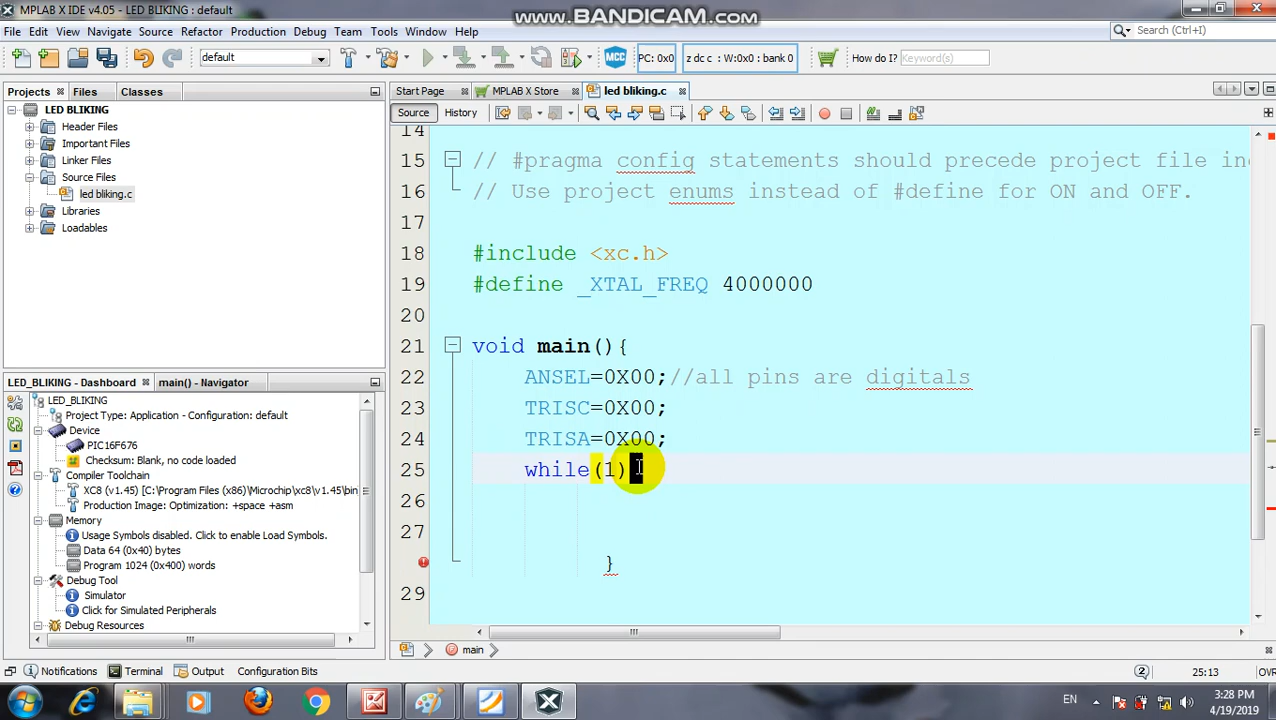 MPLAB X IDE v4.05 - LED BLIKING : default
www.BANDICAM.com
File Edit View Navigate Source Refactor Production Debug Team Tools Window Help
Search (Ctrl+I)
default
MCC
PC: 0x0
z dc c : W:0x0 : bank 0
How do I?
Keyword(s)
Projects
Files
Classes
LED BLIKING
Header Files
Important Files
Linker Files
Source Files
led bliking.c
Libraries
Loadables
LED_BLIKING - Dashboard
main() - Navigator
LED_BLIKING
Project Type: Application - Configuration: default
Device
PIC16F676
Checksum: Blank, no code loaded
Compiler Toolchain
XC8 (v1.45) [C:\Program Files (x86)\Microchip\xc8\v1.45\bin
Production Image: Optimization: +space +asm
Memory
Usage Symbols disabled. Click to enable Load Symbols.
Data 64 (0x40) bytes
Program 1024 (0x400) words
Debug Tool
Simulator
Click for Simulated Peripherals
Debug Resources
Start Page
MPLAB X Store
led bliking.c
Source
History
14
15 // #pragma config statements should precede project file inc
16 // Use project enums instead of #define for ON and OFF.
17
18 #include <xc.h>
19 #define _XTAL_FREQ 4000000
20
21 void main(){
22 ANSEL=0X00;//all pins are digitals
23 TRISC=0X00;
24 TRISA=0X00;
25 while(1)
26
27
}
29
main
Notifications
Terminal
Output
Configuration Bits
2
25:13
OVR
EN
3:28 PM
4/19/2019